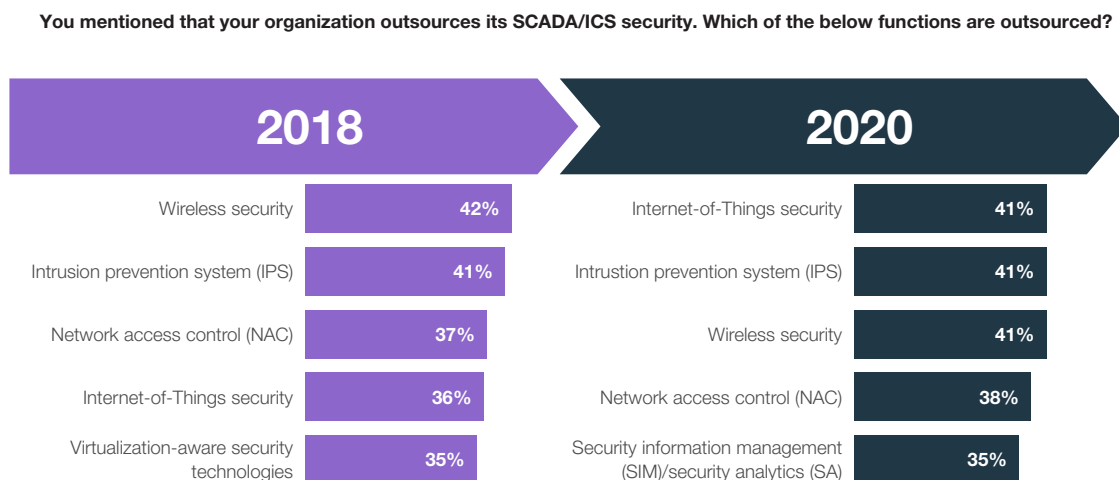 You mentioned that your organization outsources its SCADA/ICS security. Which of the below functions are outsourced?
2018
Wireless security 42%
Intrusion prevention system (IPS) 41%
Network access control (NAC) 37%
Internet-of-Things security 36%
Virtualization-aware security
technologies 35%
2020
Internet-of-Things security 41%
Intrustion prevention system (IPS) 41%
Wireless security 41%
Network access control (NAC) 38%
Security information management
(SIM)/security analytics (SA) 35%